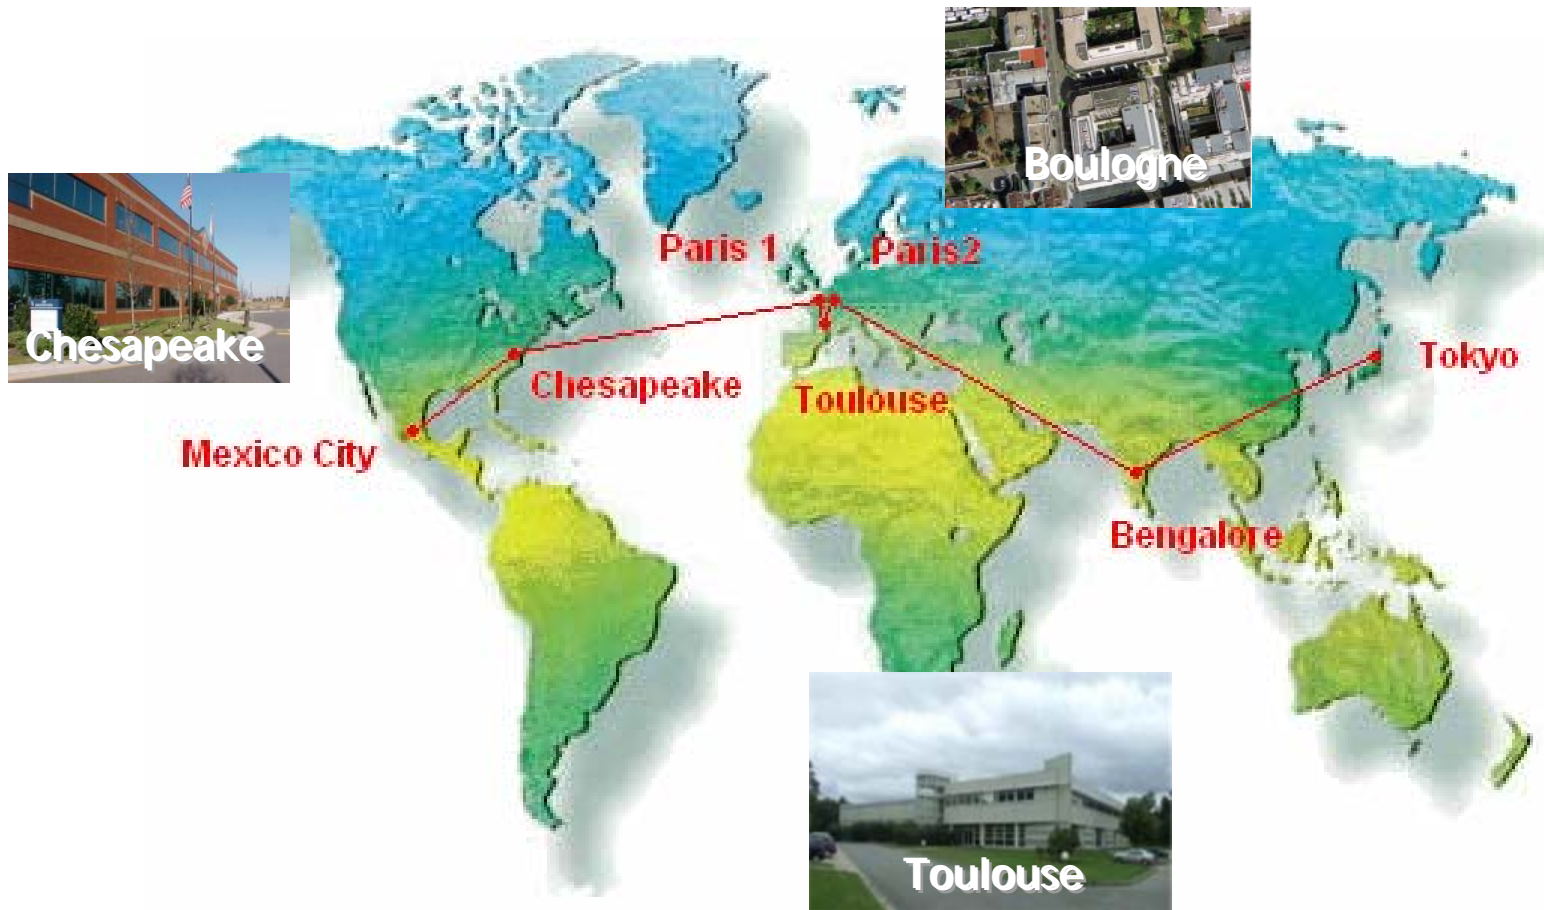 Boulogne
Chesapeake
Paris 1
Paris2
Tokyo
Chesapeake
Toulouse
Mexico City
Bengalore
Toulouse